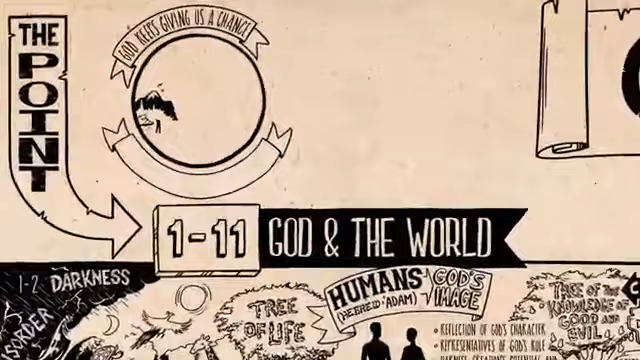 THE
POINT
GOD KEEPS GIVING US A CHANCE
1-11 GOD & THE WORLD
1-2 DARKNESS
TREE
OF LIFE
HUMANS
(HEBREW: 'ADAM)
GOD'S
IMAGE
• REFLECTION OF GOD'S CHARACTER
• REPRESENTATIVES OF GOD'S RULE
TREE OF THE
KNOWLEDGE OF
GOOD AND
EVIL